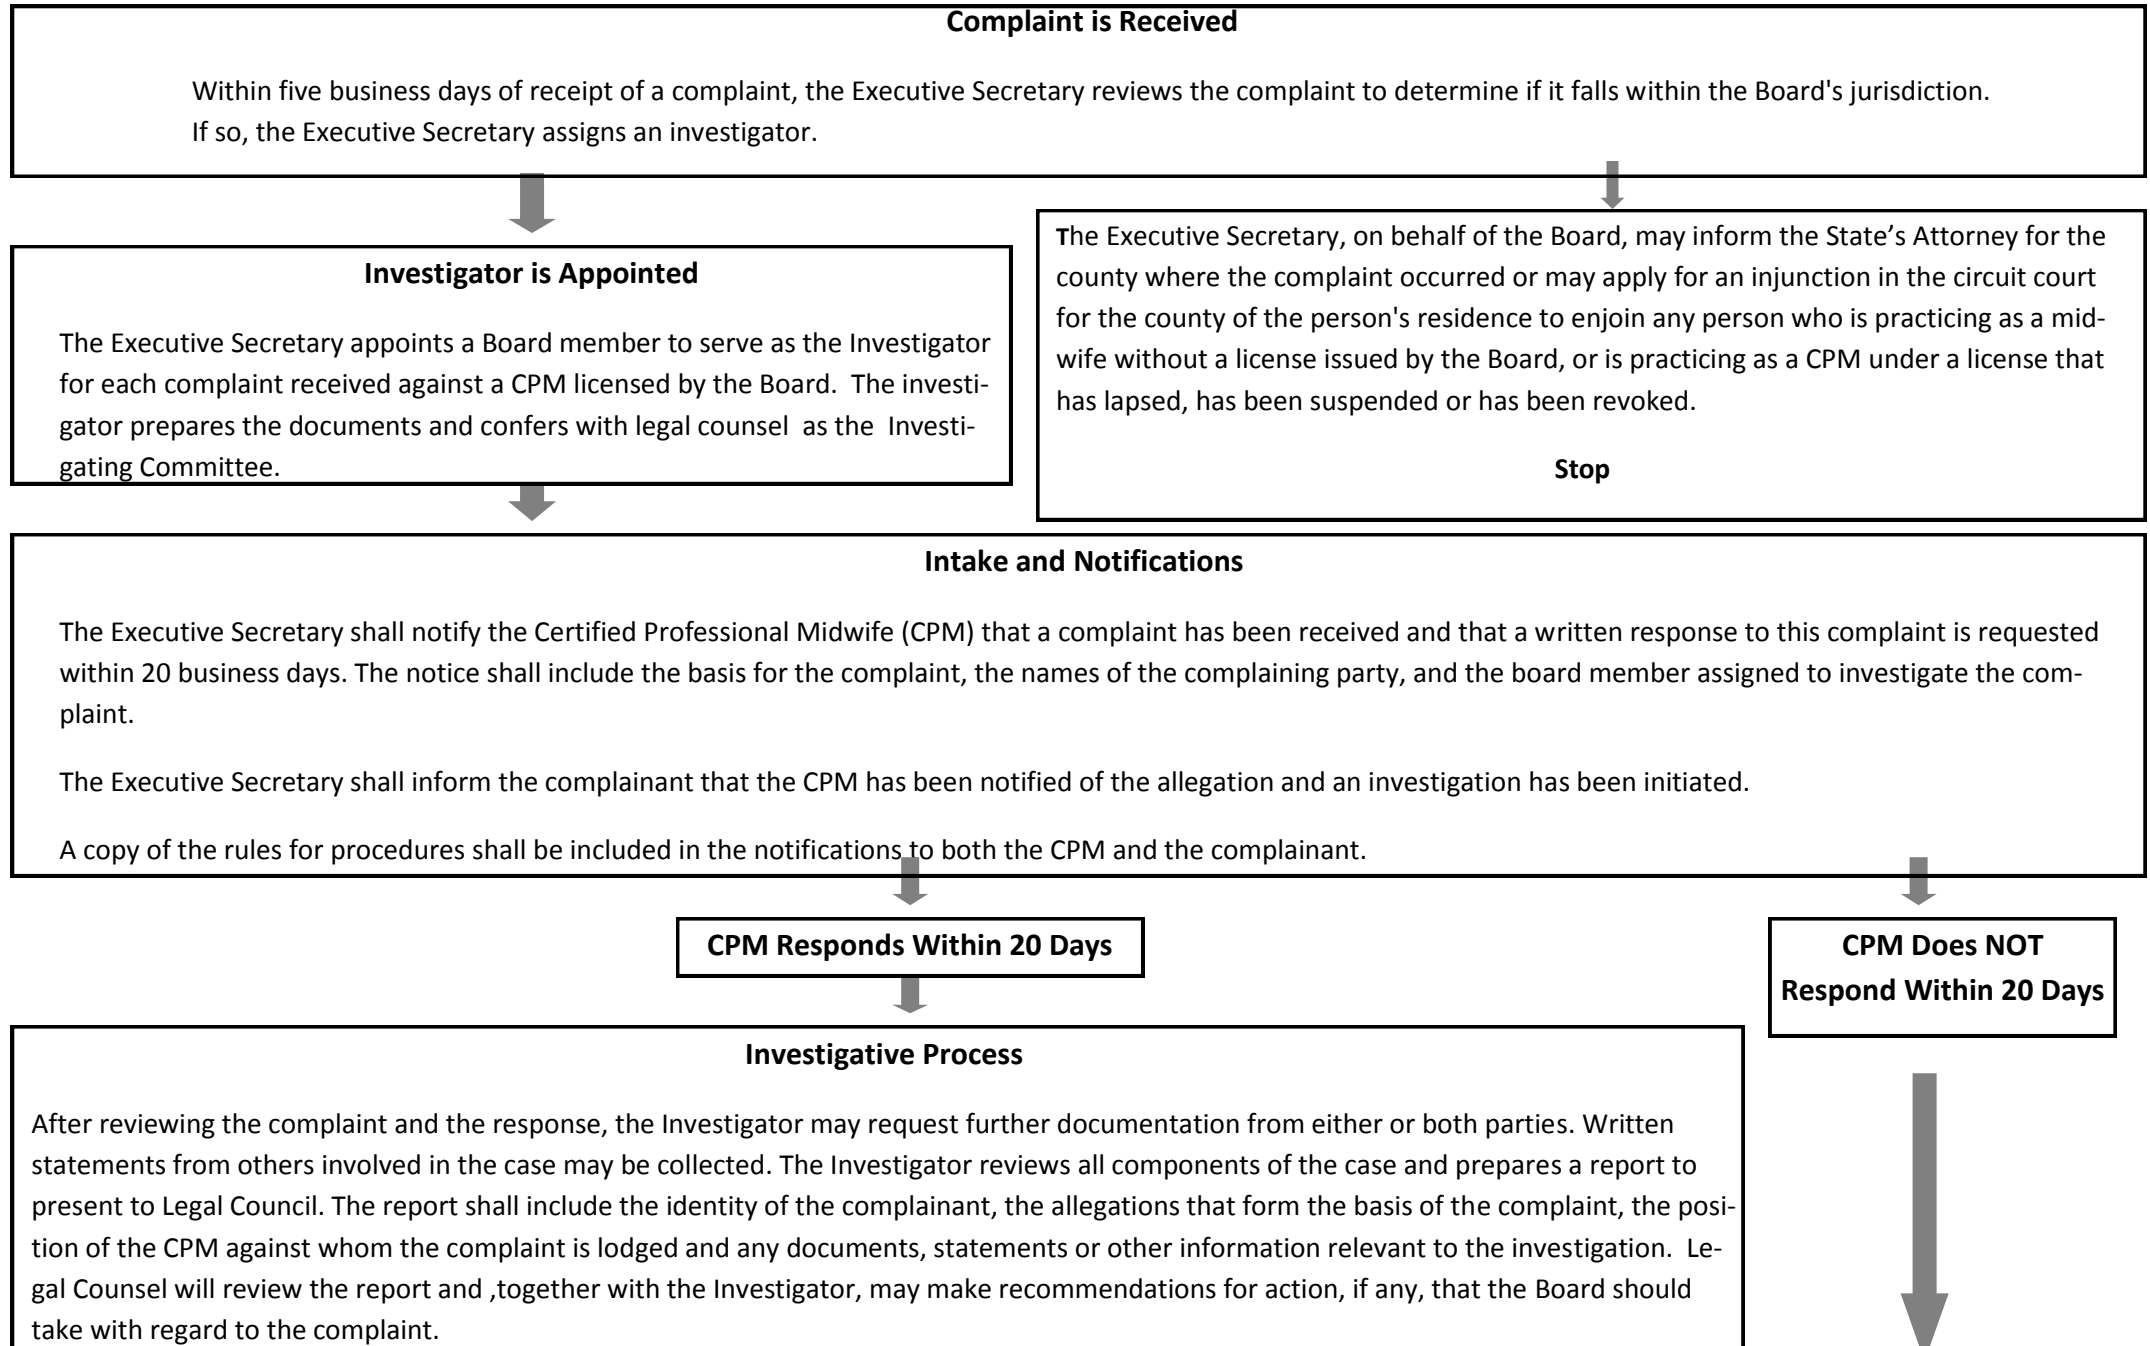 Complaint is Received
Within five business days of receipt of a complaint, the Executive Secretary reviews the complaint to determine if it falls within the Board's jurisdiction.
If so, the Executive Secretary assigns an investigator.
Investigator is Appointed
The Executive Secretary appoints a Board member to serve as the Investigator
for each complaint received against a CPM licensed by the Board.  The investi-
gator prepares the documents and confers with legal counsel  as the  Investi-
gating Committee.
The Executive Secretary, on behalf of the Board, may inform the State’s Attorney for the
county where the complaint occurred or may apply for an injunction in the circuit court
for the county of the person's residence to enjoin any person who is practicing as a mid-
wife without a license issued by the Board, or is practicing as a CPM under a license that
has lapsed, has been suspended or has been revoked.
Stop
Intake and Notifications
The Executive Secretary shall notify the Certified Professional Midwife (CPM) that a complaint has been received and that a written response to this complaint is requested
within 20 business days. The notice shall include the basis for the complaint, the names of the complaining party, and the board member assigned to investigate the com-
plaint.
The Executive Secretary shall inform the complainant that the CPM has been notified of the allegation and an investigation has been initiated.
A copy of the rules for procedures shall be included in the notifications to both the CPM and the complainant.
CPM Responds Within 20 Days
CPM Does NOT
Respond Within 20 Days
Investigative Process
After reviewing the complaint and the response, the Investigator may request further documentation from either or both parties. Written
statements from others involved in the case may be collected. The Investigator reviews all components of the case and prepares a report to
present to Legal Council. The report shall include the identity of the complainant, the allegations that form the basis of the complaint, the posi-
tion of the CPM against whom the complaint is lodged and any documents, statements or other information relevant to the investigation.  Le-
gal Counsel will review the report and ,together with the Investigator, may make recommendations for action, if any, that the Board should
take with regard to the complaint.